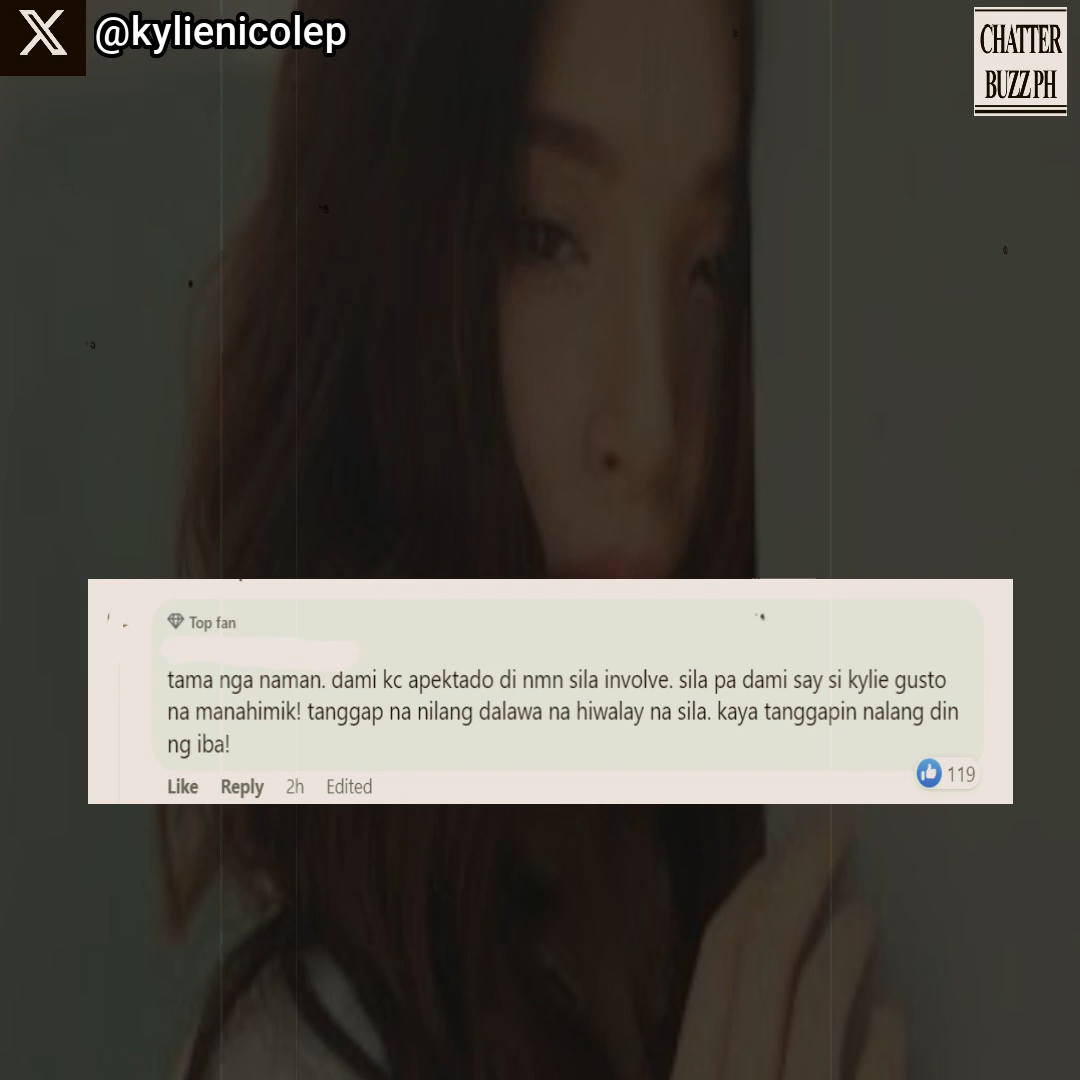 @kylienicolep
CHATTER
BUZZ PH
Top fan
tama nga naman. dami kc apektado di nmn sila involve. sila pa dami say si kylie gusto
na manahimik! tanggap na nilang dalawa na hiwalay na sila. kaya tanggapin nalang din
ng iba!
Like Reply 2h Edited
119